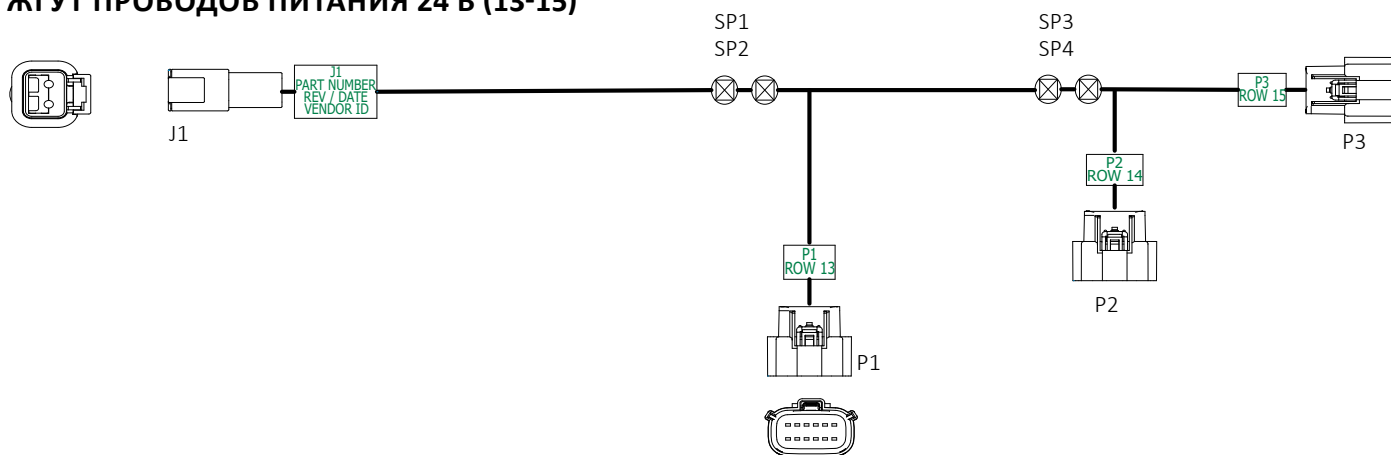 ЖГУТ ПРОВОДОВ ПИТАНИЯ 24 В (13-15)
SP1
SP2
SP3
SP4
J1
PART NUMBER
REV / DATE
VENDOR ID
P3
ROW 15
J1
P3
P2
ROW 14
P1
ROW 13
P2
P1